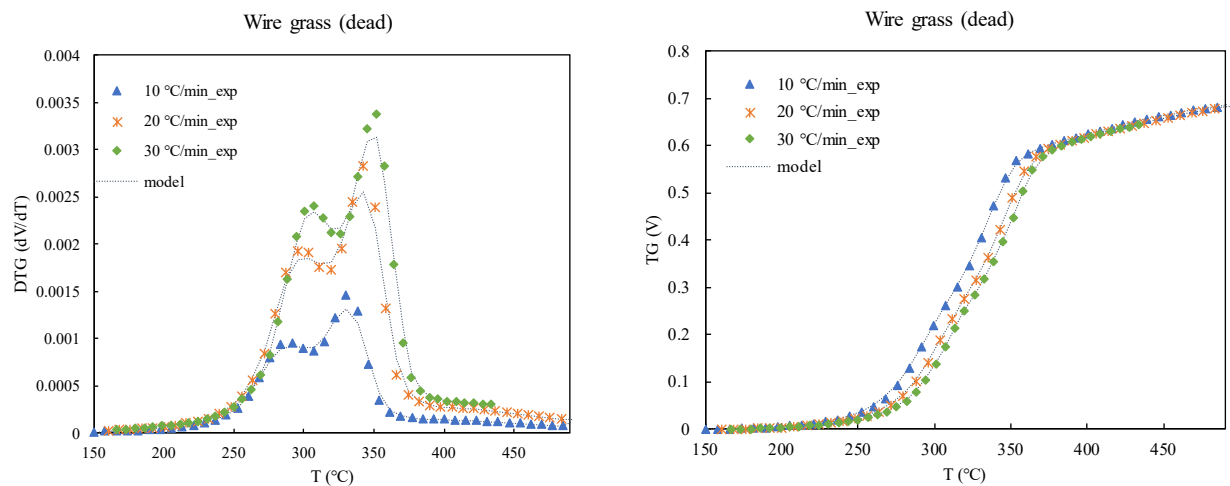 Wire grass (dead)
0.004
0.0035
0.003
0.0025
0.002
0.0015
0.001
0.0005
0
DTG (dV/dT)
10 °C/min_exp
20 °C/min_exp
30 °C/min_exp
model
150
200
250
300
350
400
450
T (°C)
Wire grass (dead)
0.8
0.7
0.6
0.5
0.4
0.3
0.2
0.1
0
TG (V)
10 °C/min_exp
20 °C/min_exp
30 °C/min_exp
model
150
200
250
300
350
400
450
T (°C)